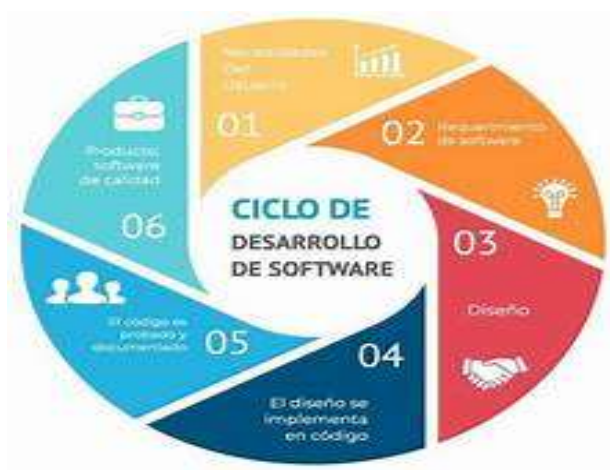 CICLO DE
DESARROLLO
DE SOFTWARE
Necesidades
Del
Usuario
01
02
Requerimiento
de software
03
Diseño
04
El diseño se
implementa
en código
El código es
probado y
documentado
05
Producto
software
de calidad
06